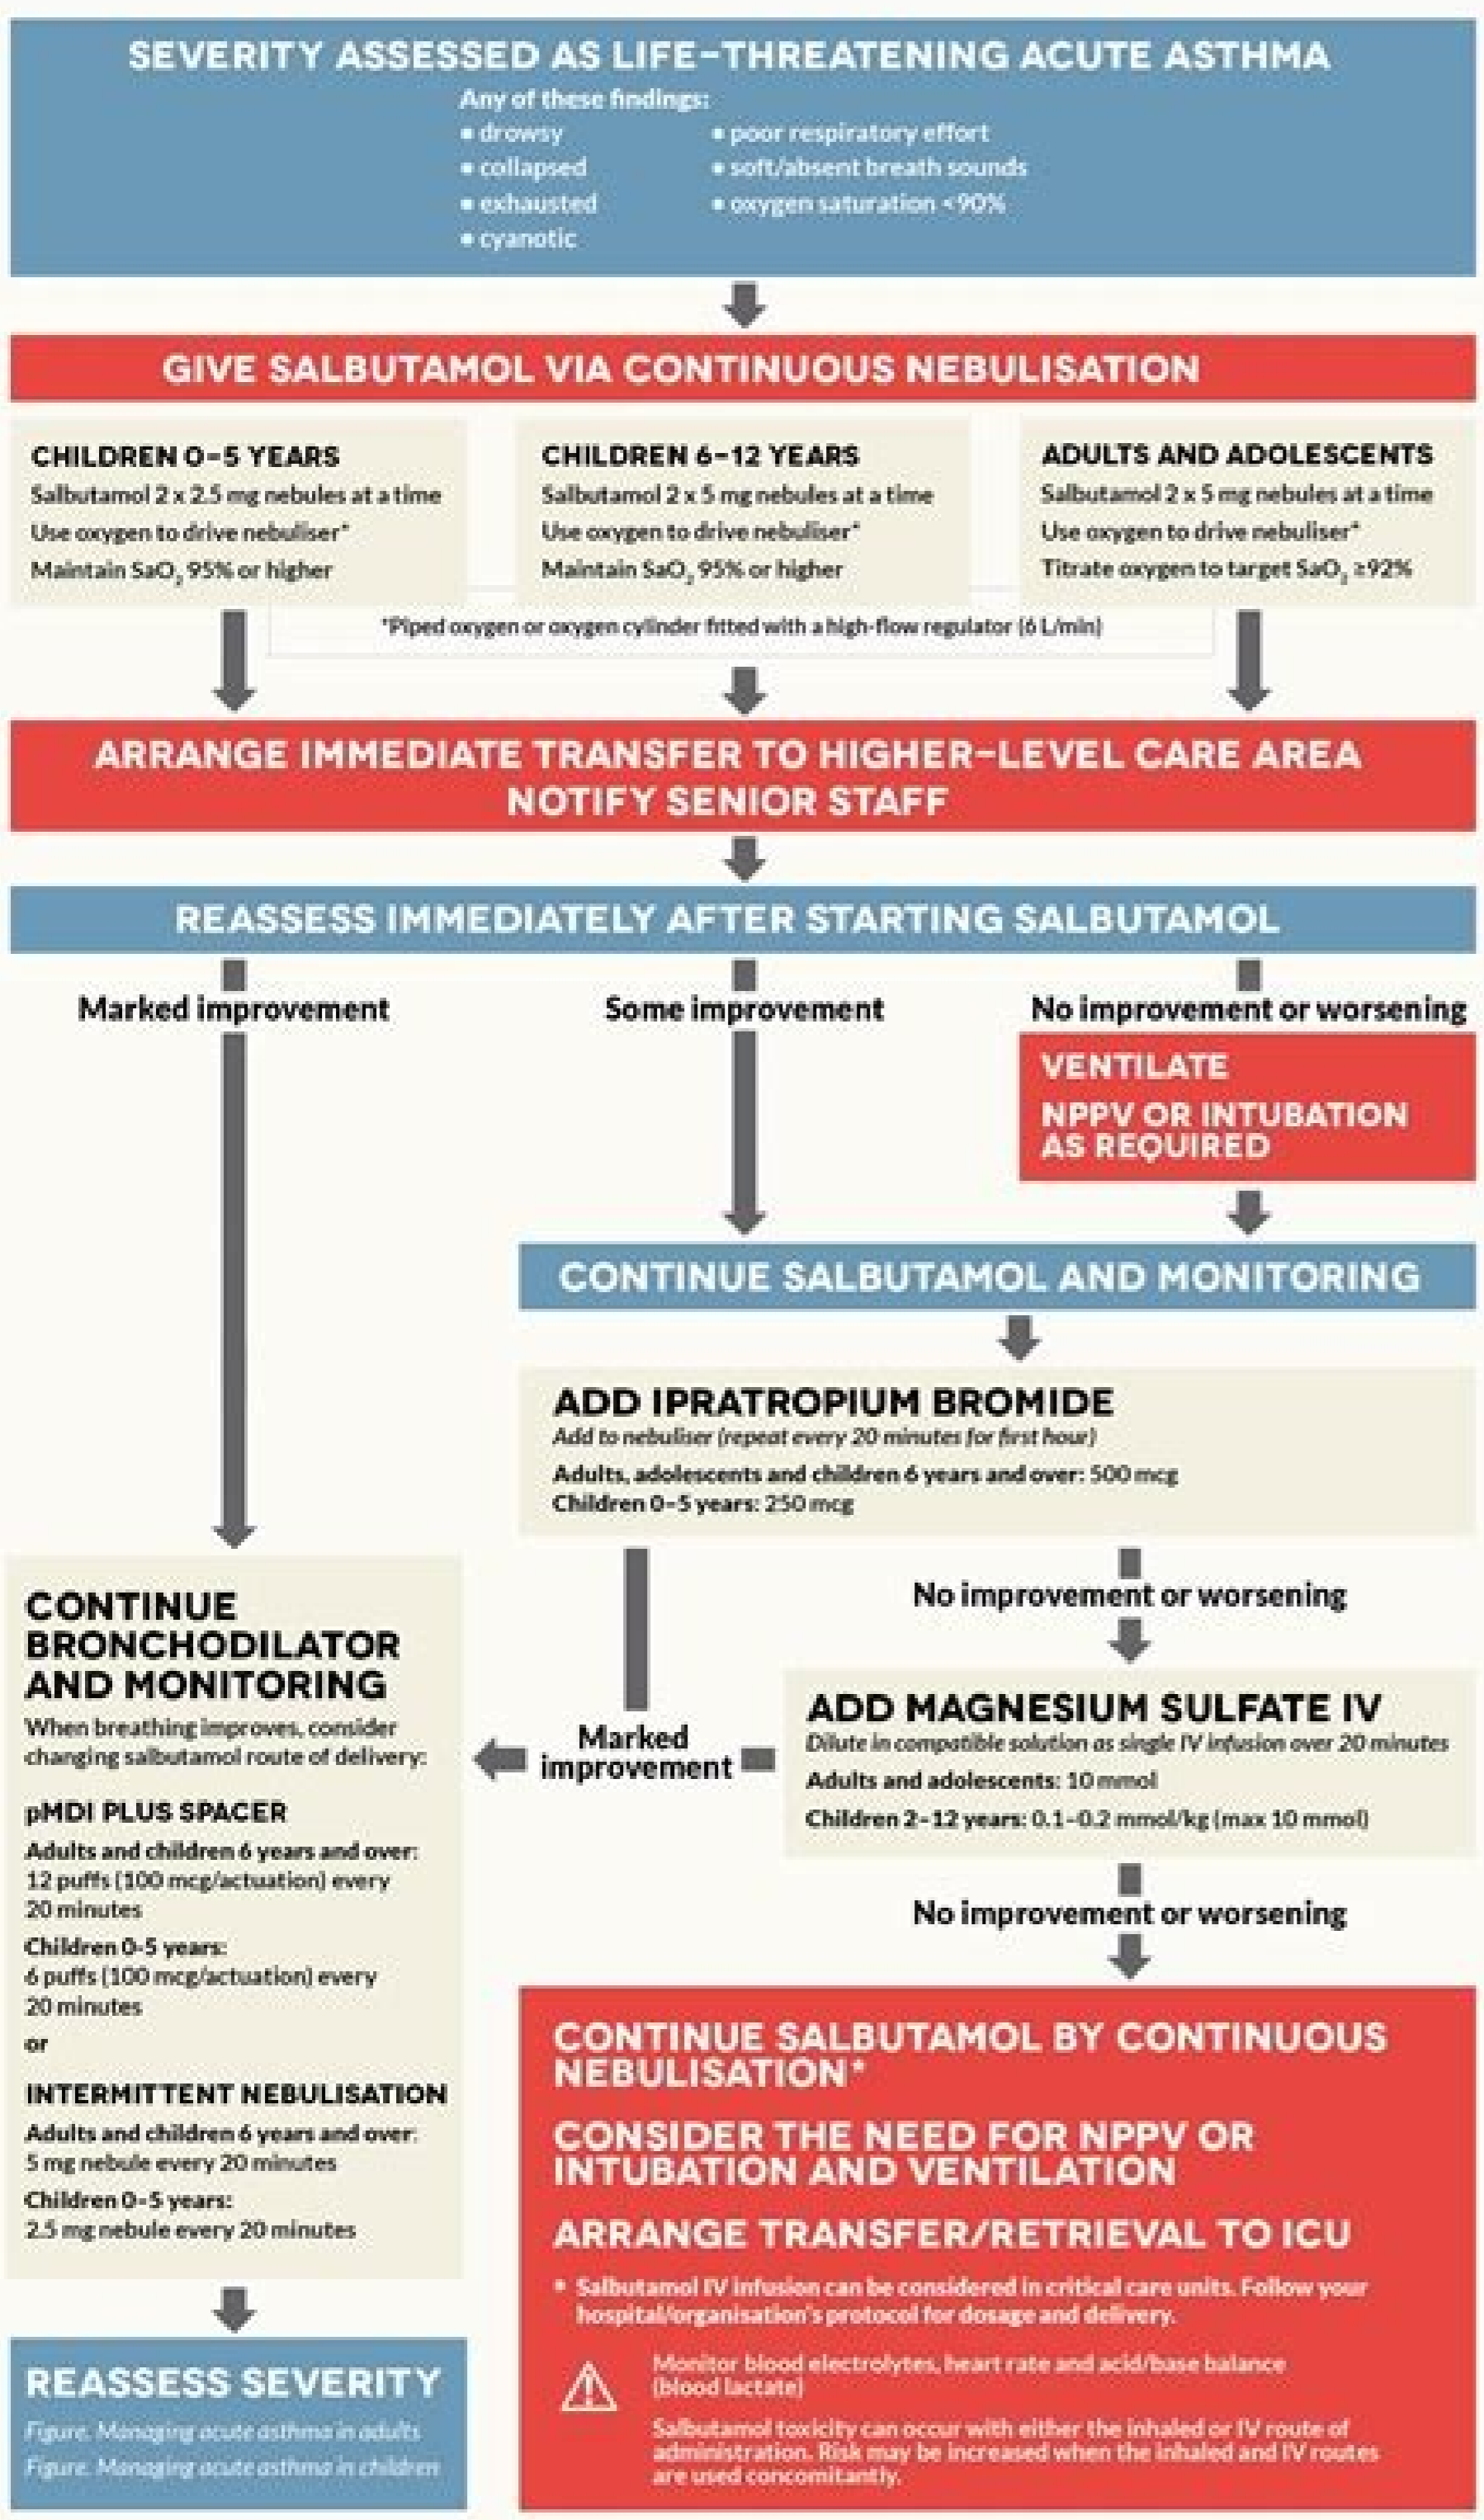 SEVERITY ASSESSED AS LIFE-THREATENING ACUTE ASTHMA
Any of these findings:
• drowsy
• collapsed
• exhausted
• cyanotic
• poor respiratory effort
• soft/absent breath sounds
• oxygen saturation <90%
GIVE SALBUTAMOL VIA CONTINUOUS NEBULISATION
CHILDREN 0–5 YEARS
Salbutamol 2 x 2.5 mg nebules at a time
Use oxygen to drive nebuliser*
Maintain SaO₂ 95% or higher
CHILDREN 6–12 YEARS
Salbutamol 2 x 5 mg nebules at a time
Use oxygen to drive nebuliser*
Maintain SaO₂ 95% or higher
ADULTS AND ADOLESCENTS
Salbutamol 2 x 5 mg nebules at a time
Use oxygen to drive nebuliser*
Titrate oxygen to target SaO₂ ≥92%
*Piped oxygen or oxygen cylinder fitted with a high-flow regulator (6 L/min)
ARRANGE IMMEDIATE TRANSFER TO HIGHER-LEVEL CARE AREA
NOTIFY SENIOR STAFF
REASSESS IMMEDIATELY AFTER STARTING SALBUTAMOL
Marked improvement
Some improvement
No improvement or worsening
VENTILATE
NPPV OR INTUBATION
AS REQUIRED
CONTINUE SALBUTAMOL AND MONITORING
ADD IPRATROPIUM BROMIDE
Add to nebuliser (repeat every 20 minutes for first hour)
Adults, adolescents and children 6 years and over: 500 mcg
Children 0–5 years: 250 mcg
No improvement or worsening
ADD MAGNESIUM SULFATE IV
Dilute in compatible solution as single IV infusion over 20 minutes
Adults and adolescents: 10 mmol
Children 2–12 years: 0.1–0.2 mmol/kg (max 10 mmol)
Marked
improvement
No improvement or worsening
CONTINUE
BRONCHODILATOR
AND MONITORING
When breathing improves, consider
changing salbutamol route of delivery:
pMDI PLUS SPACER
Adults and children 6 years and over:
12 puffs (100 mcg/actuation) every
20 minutes
Children 0-5 years:
6 puffs (100 mcg/actuation) every
20 minutes
or
INTERMITTENT NEBULISATION
Adults and children 6 years and over:
5 mg nebule every 20 minutes
Children 0–5 years:
2.5 mg nebule every 20 minutes
REASSESS SEVERITY
Figure. Managing acute asthma in adults
Figure. Managing acute asthma in children
CONTINUE SALBUTAMOL BY CONTINUOUS
NEBULISATION*
CONSIDER THE NEED FOR NPPV OR
INTUBATION AND VENTILATION
ARRANGE TRANSFER/RETRIEVAL TO ICU
* Salbutamol IV infusion can be considered in critical care units. Follow your
hospital/organisation's protocol for dosage and delivery.
Monitor blood electrolytes, heart rate and acid/base balance
(blood lactate)
Salbutamol toxicity can occur with either the inhaled or IV route of
administration. Risk may be increased when the inhaled and IV routes
are used concomitantly.